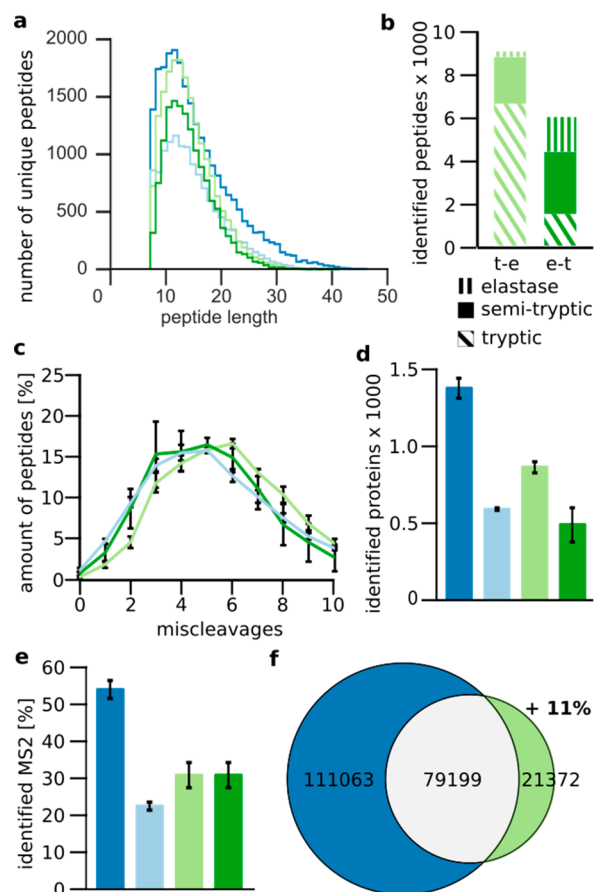 a
number of unique peptides
2000
1500
1000
500
0
0 10 20 30 40 50
peptide length
b
identified peptides x 1000
10
8
6
4
2
0
t-e e-t
elastase
semi-tryptic
tryptic
c
amount of peptides [%]
25
20
15
10
5
0
0 2 4 6 8 10
miscleavages
d
identified proteins x 1000
1.5
1.0
0.5
0
e
identified MS2 [%]
60
50
40
30
20
10
0
f
+ 11%
111063 79199 21372